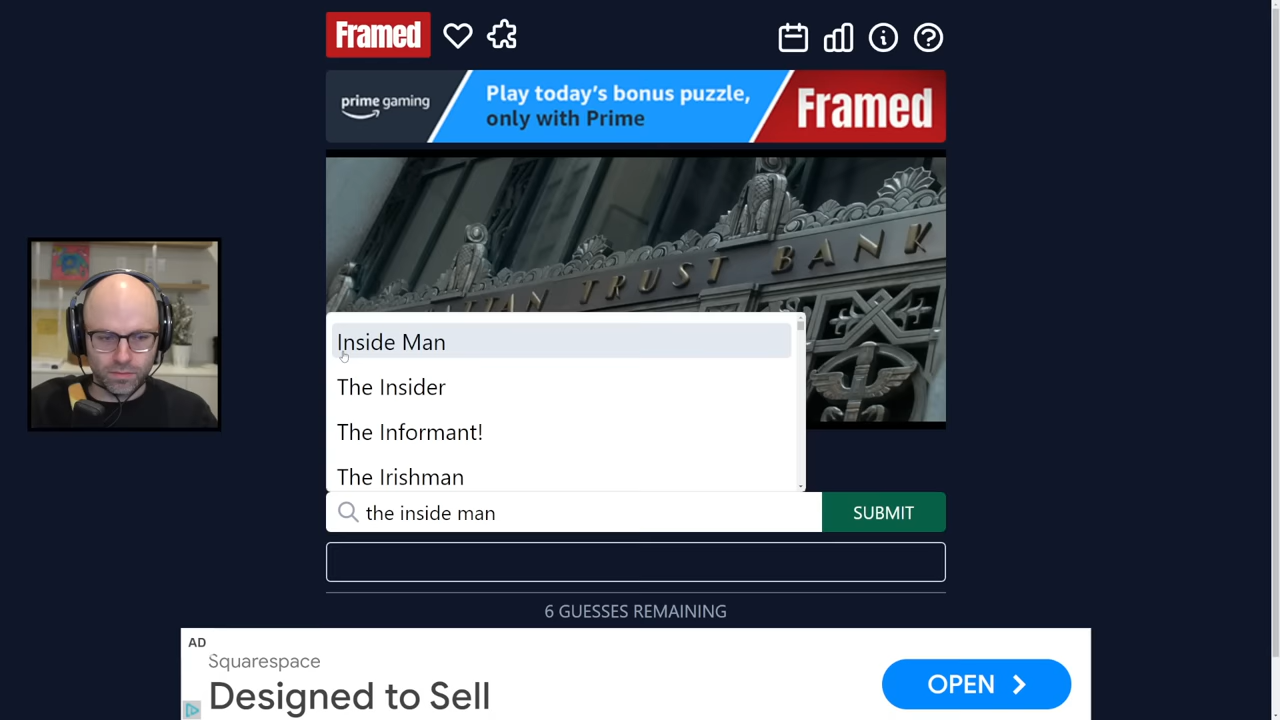 Framed
prime gaming
Play today's bonus puzzle,
only with Prime
Framed
TRUST BANK
Inside Man
The Insider
The Informant!
The Irishman
the inside man
SUBMIT
6 GUESSES REMAINING
AD
Squarespace
Designed to Sell
OPEN